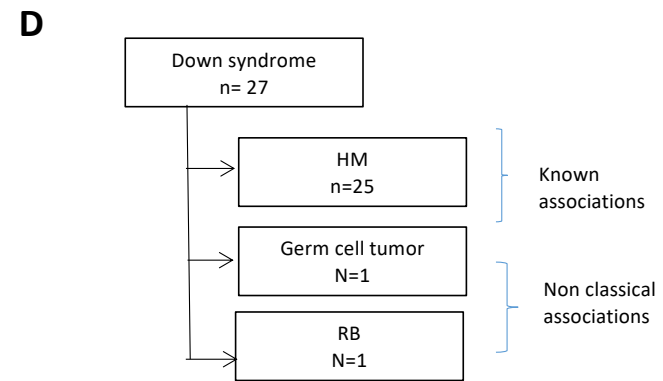 D
Down syndrome
n= 27
HM
n=25
Known
associations
Germ cell tumor
N=1
Non classical
associations
RB
N=1